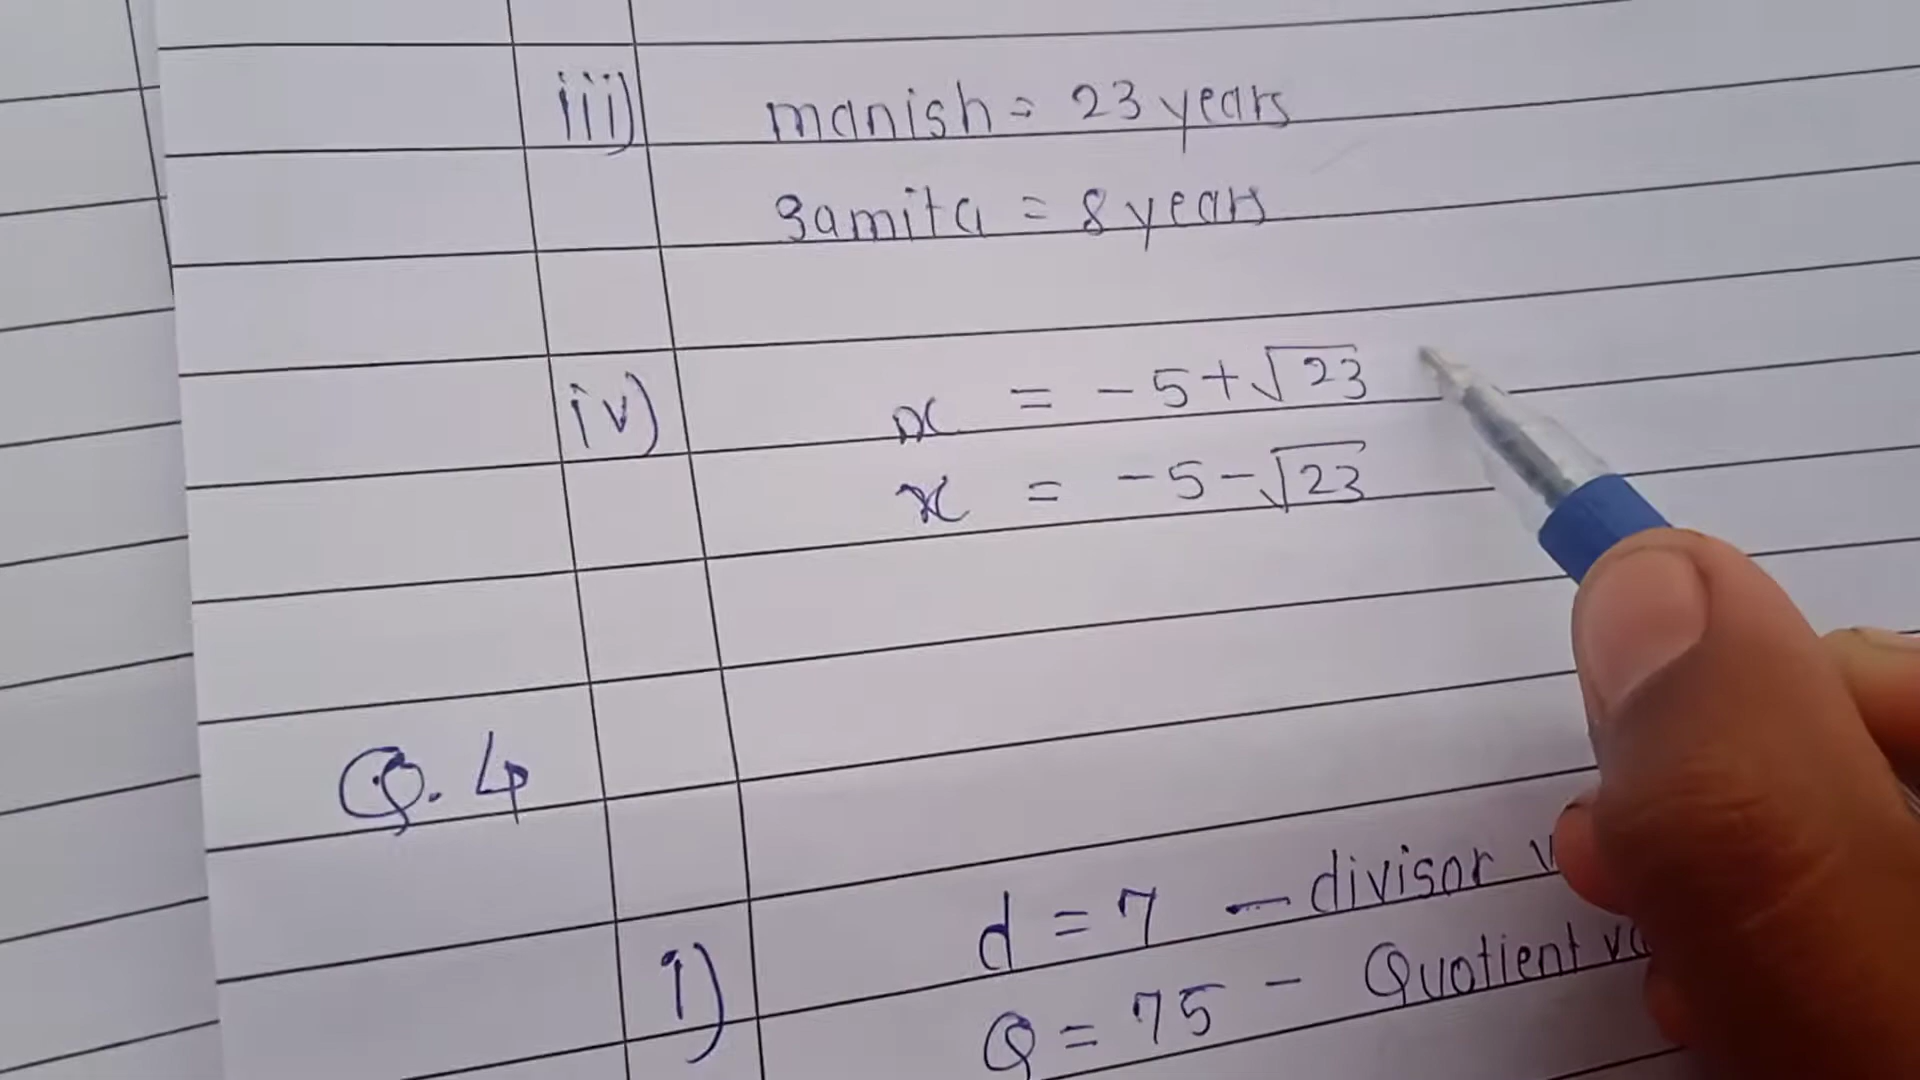 iii) manish = 23 years
Samita = 8 years
iv) x = -5+√23
x = -5-√23
Q.4
i) d = 7 — divisor
Q = 75 - Quotient